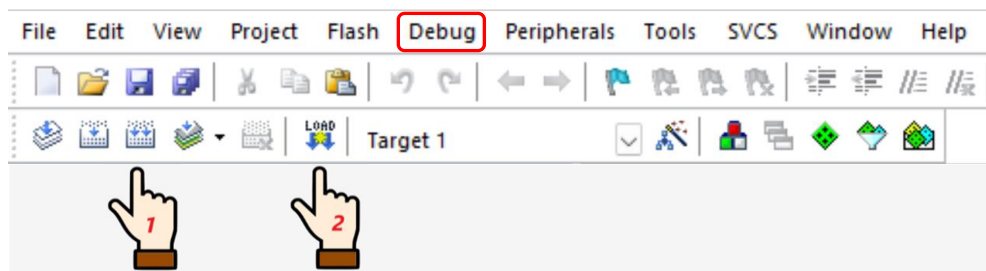 File Edit View Project Flash Debug Peripherals Tools SVCS Window Help
LOAD Target 1
1 2